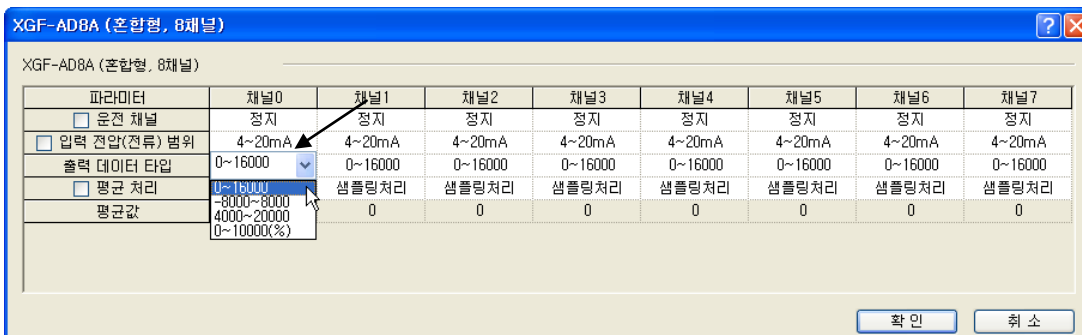 XGF-AD8A (혼합형, 8채널)
XGF-AD8A (혼합형, 8채널)
파라미터 채널0 채널1 채널2 채널3 채널4 채널5 채널6 채널7
운전 채널 정지 정지 정지 정지 정지 정지 정지 정지
입력 전압(전류) 범위 4~20mA 4~20mA 4~20mA 4~20mA 4~20mA 4~20mA 4~20mA 4~20mA
출력 데이터 타입 0~16000 0~16000 0~16000 0~16000 0~16000 0~16000 0~16000 0~16000
평균 처리 0~16000 샘플링처리 샘플링처리 샘플링처리 샘플링처리 샘플링처리 샘플링처리 샘플링처리
-8000~8000
평균값 4000~20000 0 0 0 0 0 0 0
0~10000(%)
확인 취소